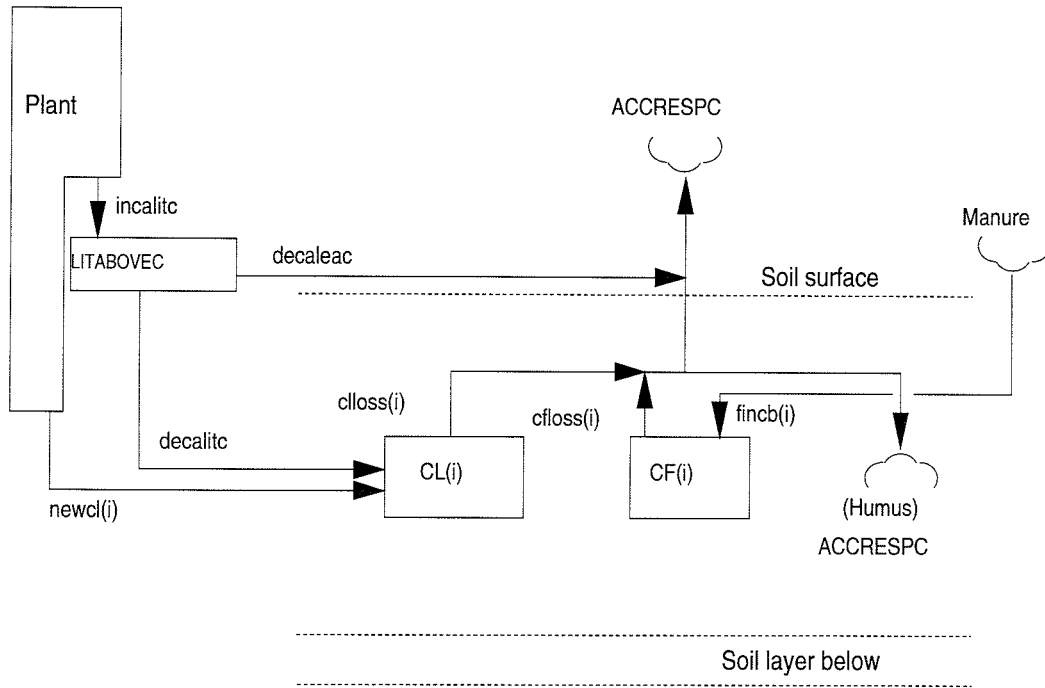 Plant
ACCRESPC
incalitc
Manure
LITABOVEC
decaleac
Soil surface
clloss(i)
cfloss(i)
fincb(i)
decalitc
CL(i)
CF(i)
newcl(i)
(Humus)
ACCRESPC
Soil layer below